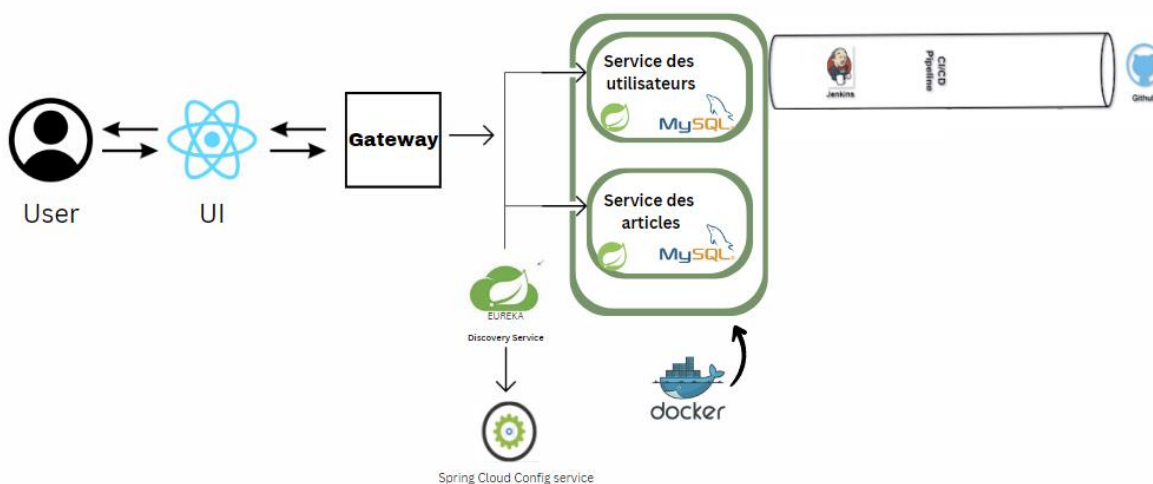 Service des
utilisateurs
MySQL
Jenkins
CI/CD
Pipeline
Github
Gateway
User
UI
Service des
articles
MySQL
EUREKA
Discovery Service
docker
Spring Cloud Config service